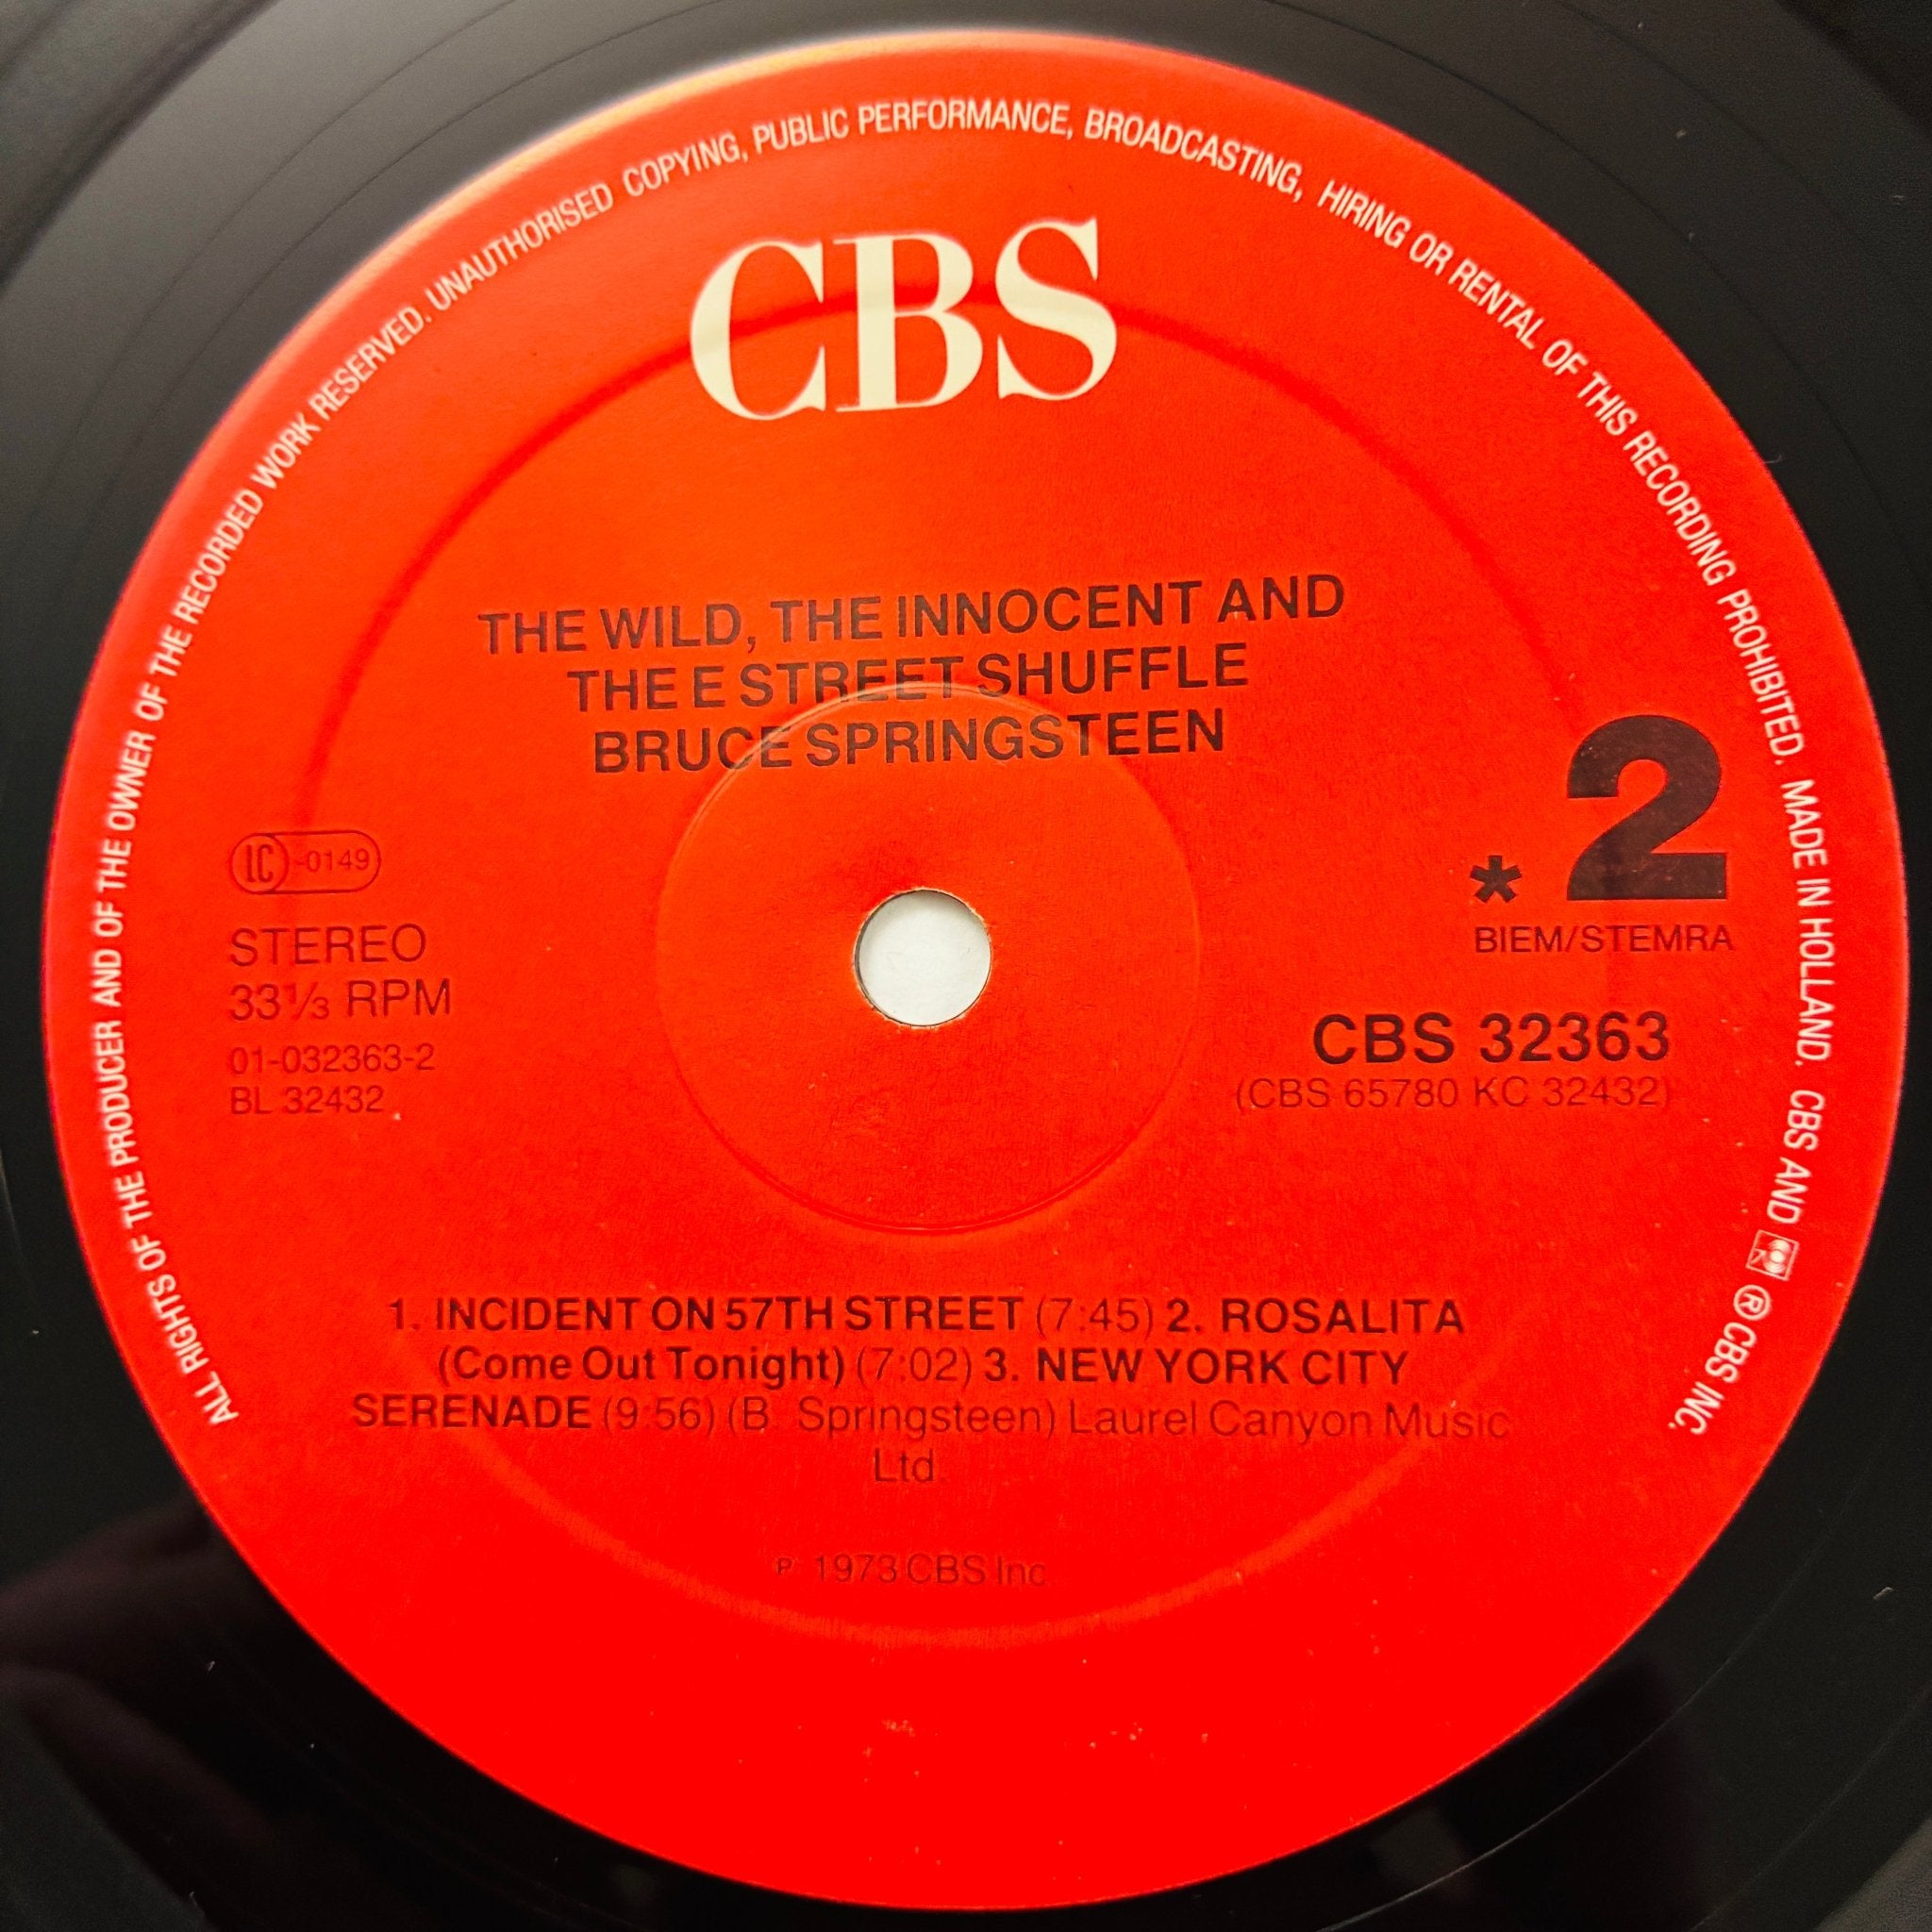 ALL RIGHTS OF THE PRODUCER AND OF THE OWNER OF THE RECORDED WORK RESERVED. UNAUTHORISED COPYING, PUBLIC PERFORMANCE, BROADCASTING, HIRING OR RENTAL OF THIS RECORDING PROHIBITED. MADE IN HOLLAND. CBS AND ℗ CBS INC.
CBS
THE WILD, THE INNOCENT AND
THE E STREET SHUFFLE
BRUCE SPRINGSTEEN
LC-0149
STEREO
33⅓ RPM
01-032363-2
BL 32432
* 2
BIEM/STEMRA
CBS 32363
(CBS 65780 KC 32432)
1. INCIDENT ON 57TH STREET (7:45) 2. ROSALITA
(Come Out Tonight) (7:02) 3. NEW YORK CITY
SERENADE (9:56) (B. Springsteen) Laurel Canyon Music
Ltd.
P 1973 CBS Inc.